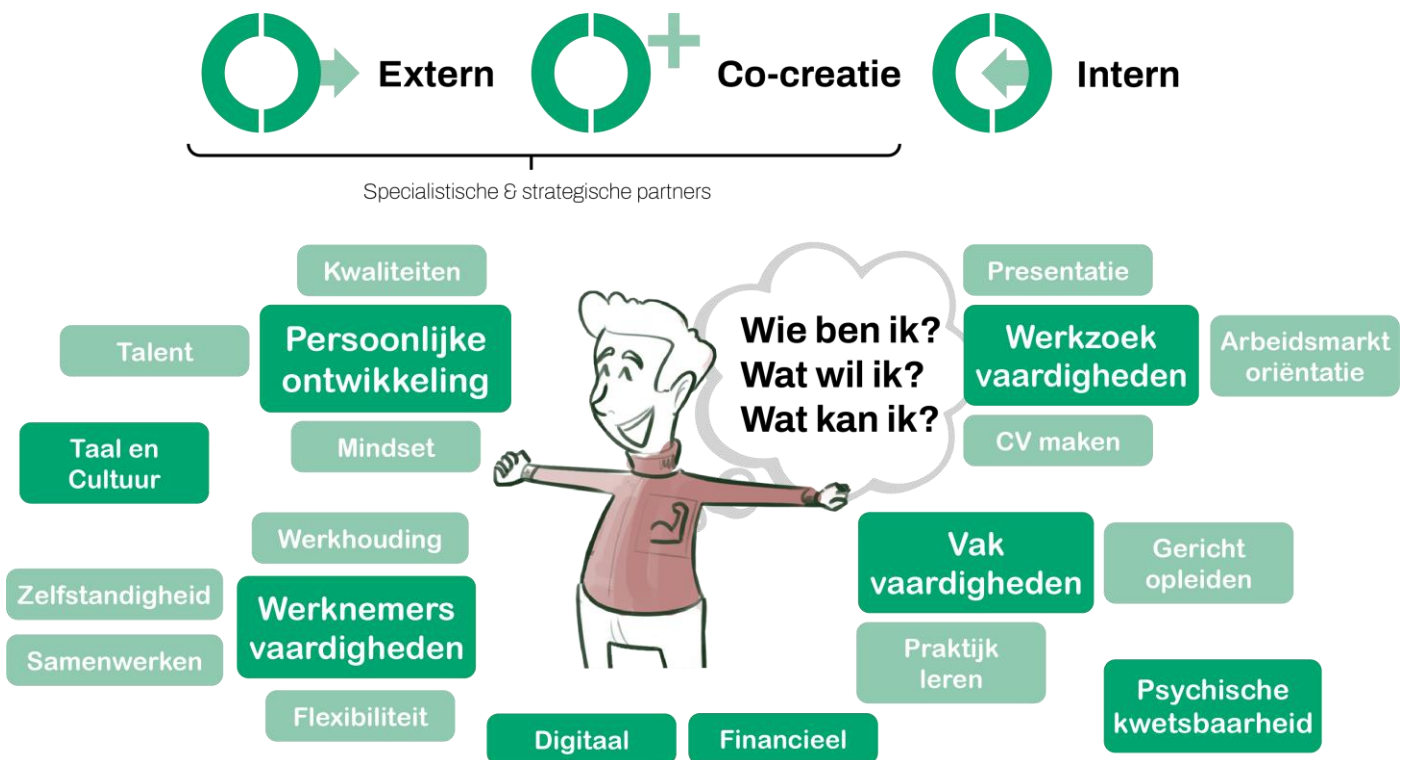 Extern
Co-creatie
Intern
Specialistische & strategische partners
Kwaliteiten
Persoonlijke
ontwikkeling
Talent
Mindset
Taal en
Cultuur
Wie ben ik?
Wat wil ik?
Wat kan ik?
Presentatie
Werkzoek
vaardigheden
Arbeidsmarkt
oriëntatie
CV maken
Werkhouding
Zelfstandigheid
Werknemers
vaardigheden
Samenwerken
Flexibiliteit
Vak
vaardigheden
Gericht
opleiden
Praktijk
leren
Psychische
kwetsbaarheid
Digitaal
Financieel